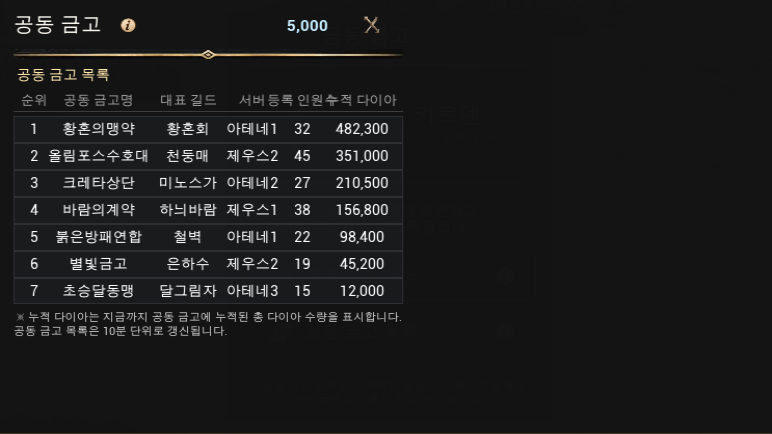 공동 금고 5,000
공동 금고 목록
순위 공동 금고명 대표 길드 서버 등록 인원수 누적 다이아
1 황혼의맹약 황혼회 아테네1 32 482,300
2 올림포스수호대 천둥매 제우스2 45 351,000
3 크레타상단 미노스가 아테네2 27 210,500
4 바람의계약 하늬바람 제우스1 38 156,800
5 붉은방패연합 철벽 아테네1 22 98,400
6 별빛금고 은하수 제우스2 19 45,200
7 초승달동맹 달그림자 아테네3 15 12,000
※ 누적 다이아는 지금까지 공동 금고에 누적된 총 다이아 수량을 표시합니다.
공동 금고 목록은 10분 단위로 갱신됩니다.